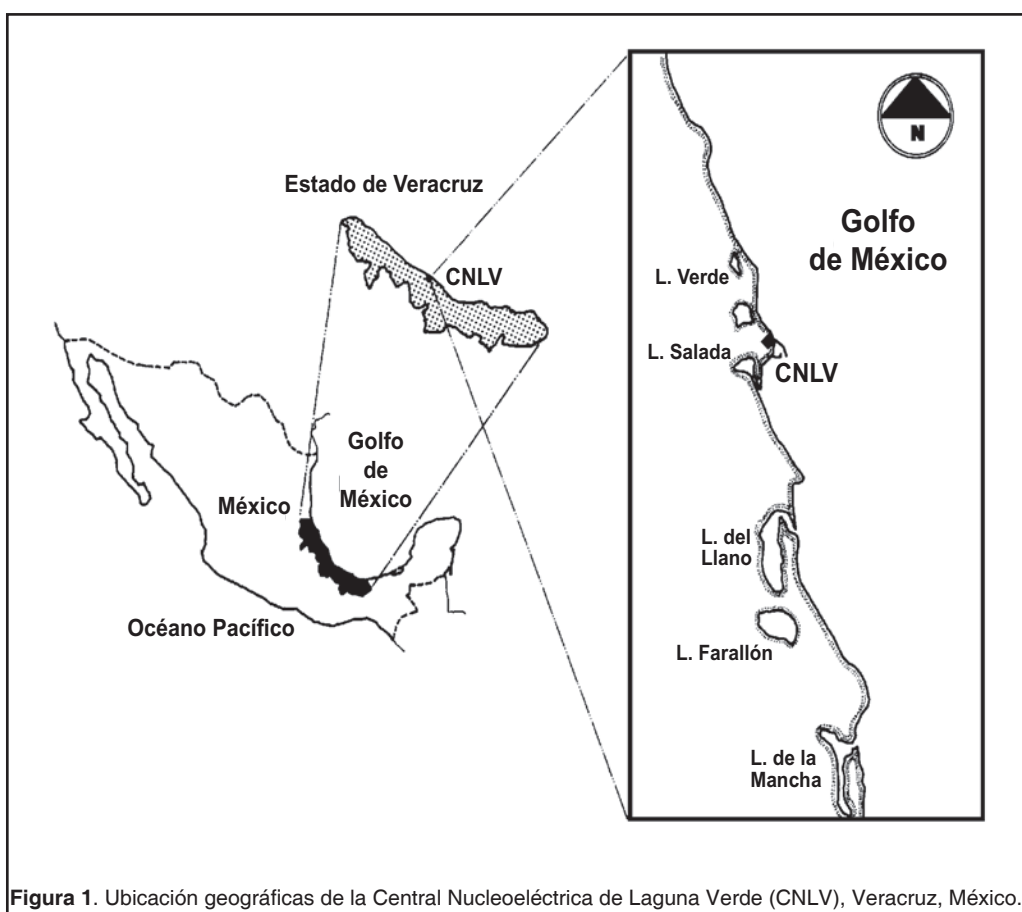 Estado de Veracruz
CNLV
Golfo
de
México
México
Océano Pacífico
N
Golfo
de México
L. Verde
L. Salada
CNLV
L. del
Llano
L. Farallón
L. de la
Mancha
Figura 1. Ubicación geográficas de la Central Nucleoeléctrica de Laguna Verde (CNLV), Veracruz, México.